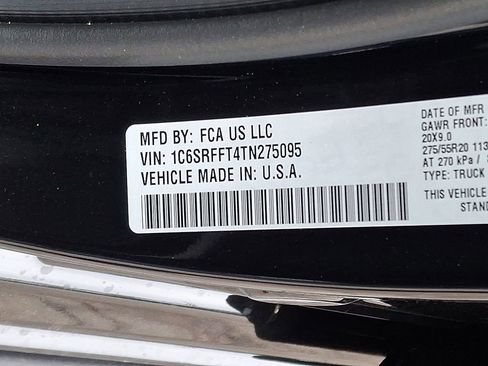 MFD BY: FCA US LLC
VIN: 1C6SRFFT4TN275095
VEHICLE MADE IN: U.S.A.
DATE OF MFR
GAWR FRONT:
20X9.0
275/55R20 113
AT 270 kPa /
TYPE: TRUCK
THIS VEHICLE
STAND